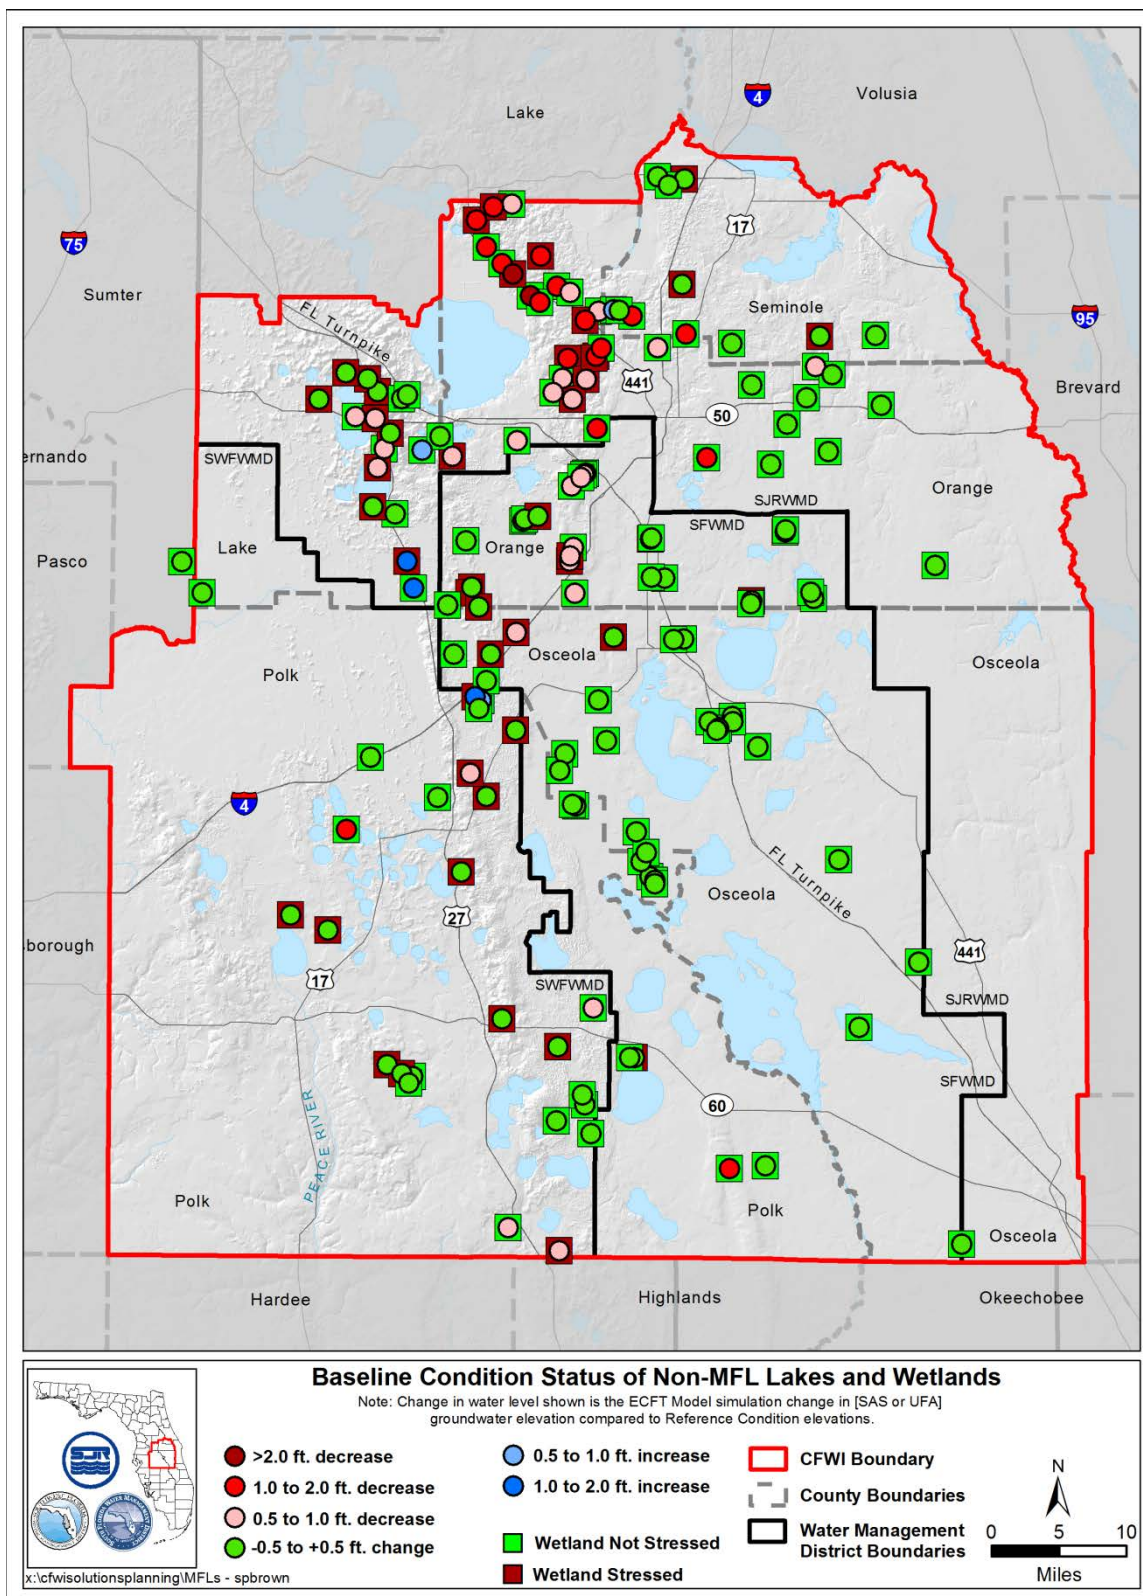 Lake
Volusia
4
17
75
Sumter
FL Turnpike
Seminole
95
441
Brevard
50
ernando
SWFWMD
SJRWMD
Orange
SFWMD
Pasco
Lake
Orange
Osceola
Osceola
Polk
4
FL Turnpike
Osceola
27
sborough
441
17
SWFWMD
SJRWMD
SFWMD
60
PEACE RIVER
Polk
Polk
Osceola
Hardee
Highlands
Okeechobee
Baseline Condition Status of Non-MFL Lakes and Wetlands
Note: Change in water level shown is the ECFT Model simulation change in [SAS or UFA]
groundwater elevation compared to Reference Condition elevations.
>2.0 ft. decrease
1.0 to 2.0 ft. decrease
0.5 to 1.0 ft. decrease
-0.5 to +0.5 ft. change
0.5 to 1.0 ft. increase
1.0 to 2.0 ft. increase
Wetland Not Stressed
Wetland Stressed
CFWI Boundary
County Boundaries
Water Management
District Boundaries
N
0 5 10
Miles
SJR
x:\cfwisolutionsplanning\MFLs - spbrown